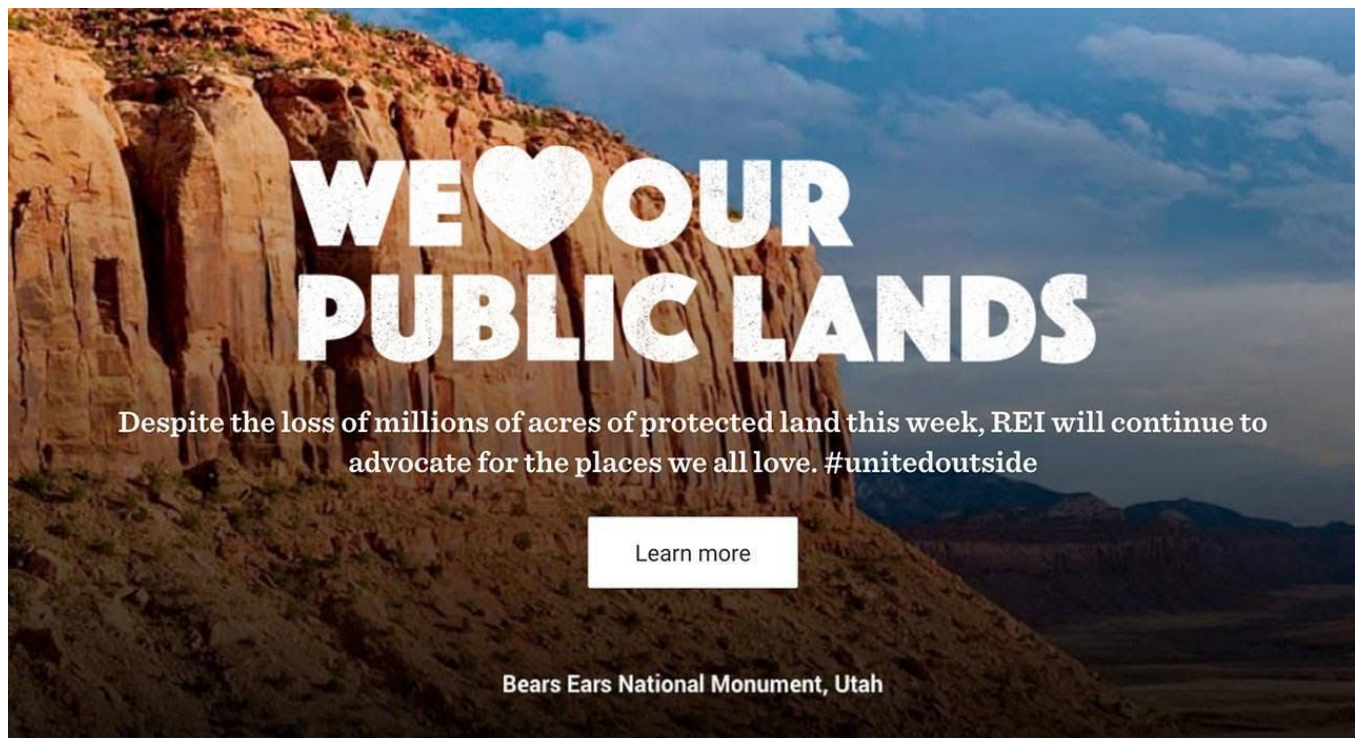 WE♥OUR
PUBLIC LANDS
Despite the loss of millions of acres of protected land this week, REI will continue to
advocate for the places we all love. #unitedoutside
Learn more
Bears Ears National Monument, Utah